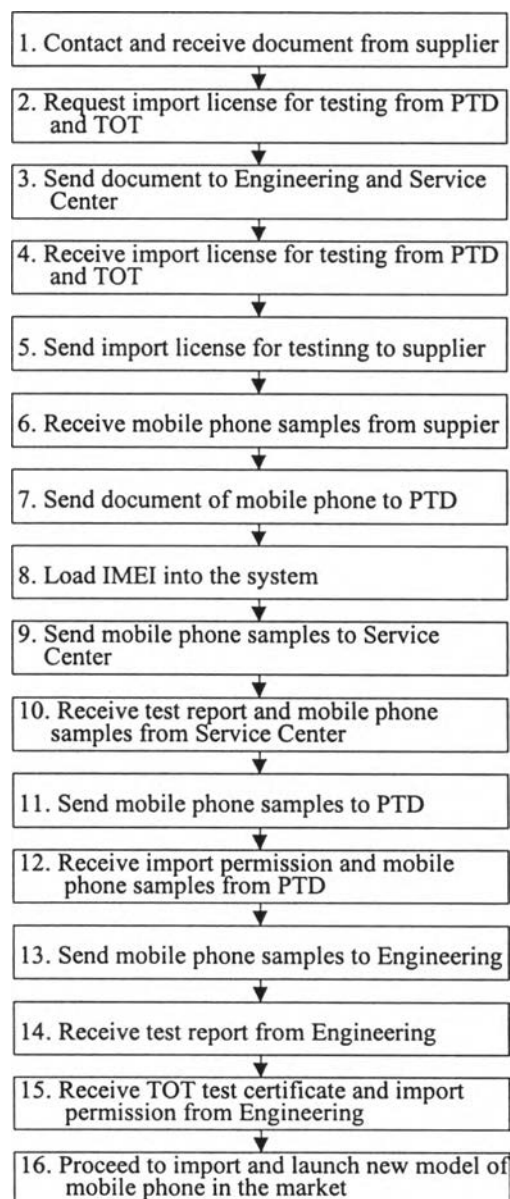 1. Contact and receive document from supplier
2. Request import license for testing from PTD
and TOT
3. Send document to Engineering and Service
Center
4. Receive import license for testing from PTD
and TOT
5. Send import license for testinng to supplier
6. Receive mobile phone samples from suppier
7. Send document of mobile phone to PTD
8. Load IMEI into the system
9. Send mobile phone samples to Service
Center
10. Receive test report and mobile phone
samples from Service Center
11. Send mobile phone samples to PTD
12. Receive import permission and mobile
phone samples from PTD
13. Send mobile phone samples to Engineering
14. Receive test report from Engineering
15. Receive TOT test certificate and import
permission from Engineering
16. Proceed to import and launch new model of
mobile phone in the market